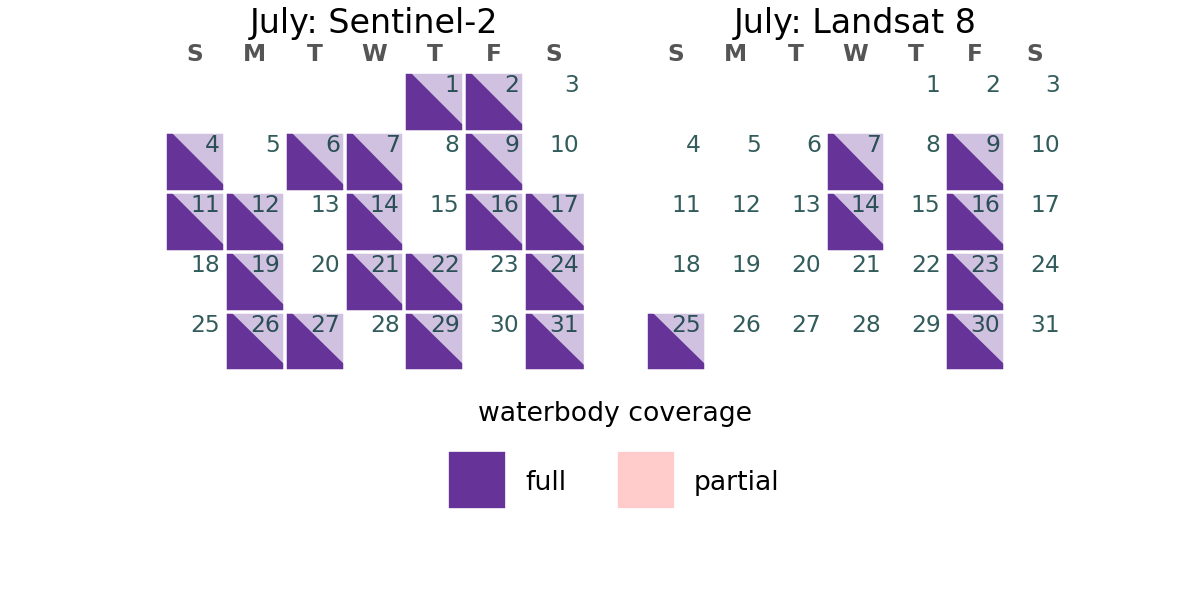 July: Sentinel-2
S M T W T F S
1 2 3
4 5 6 7 8 9 10
11 12 13 14 15 16 17
18 19 20 21 22 23 24
25 26 27 28 29 30 31
July: Landsat 8
S M T W T F S
1 2 3
4 5 6 7 8 9 10
11 12 13 14 15 16 17
18 19 20 21 22 23 24
25 26 27 28 29 30 31
waterbody coverage
full partial